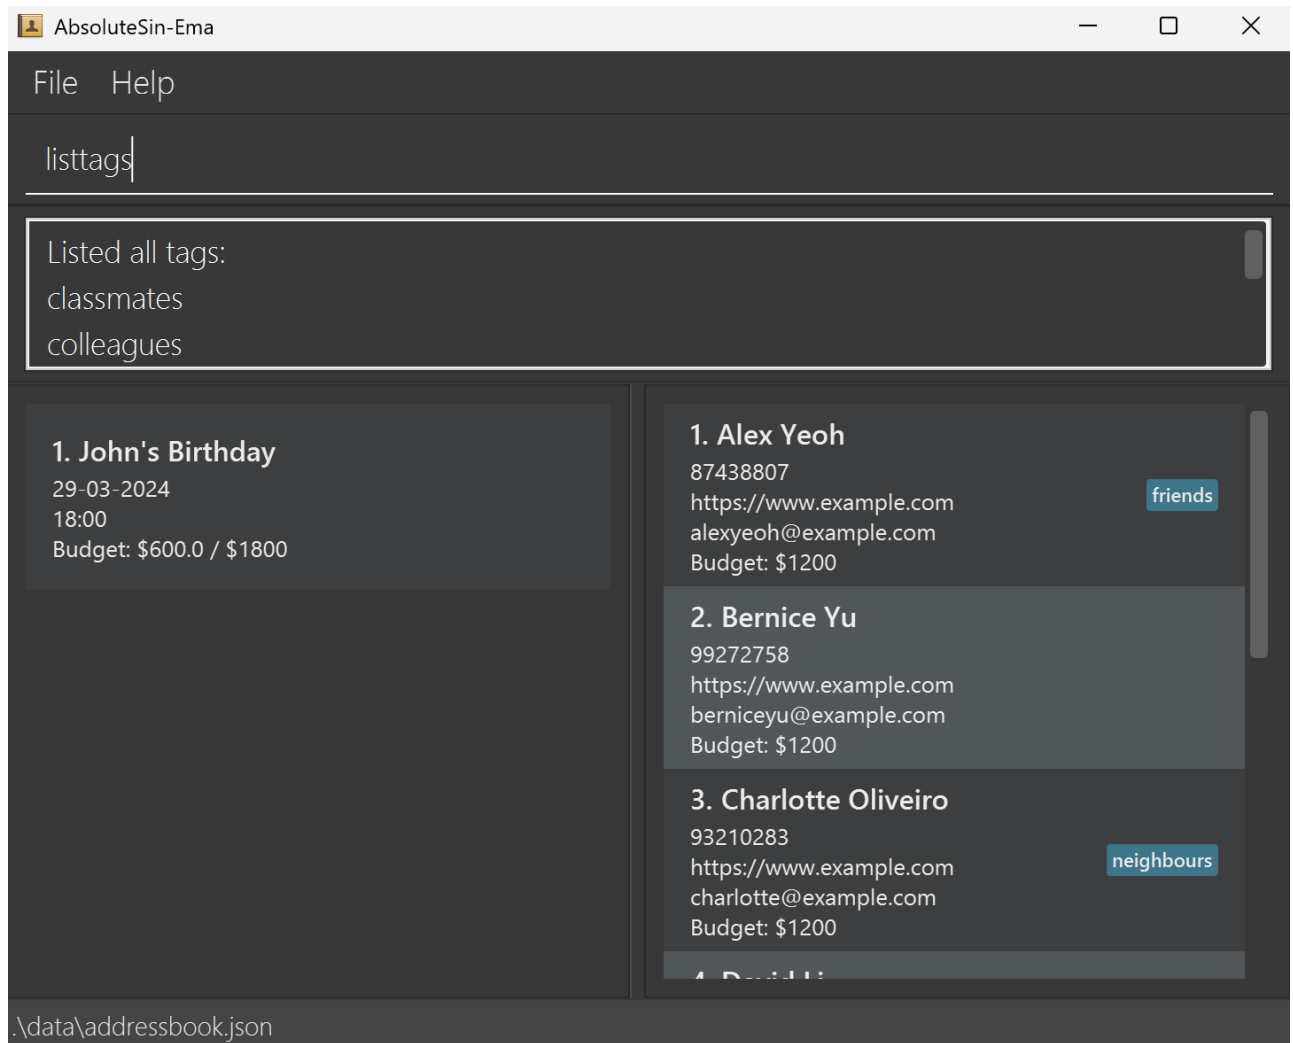 AbsoluteSin-Ema
File Help
listtags
Listed all tags:
classmates
colleagues
1. John's Birthday
29-03-2024
18:00
Budget: $600.0 / $1800
1. Alex Yeoh
87438807
https://www.example.com
alexyeoh@example.com
Budget: $1200
friends
2. Bernice Yu
99272758
https://www.example.com
berniceyu@example.com
Budget: $1200
3. Charlotte Oliveiro
93210283
https://www.example.com
charlotte@example.com
Budget: $1200
neighbours
4. David Li
.\data\addressbook.json